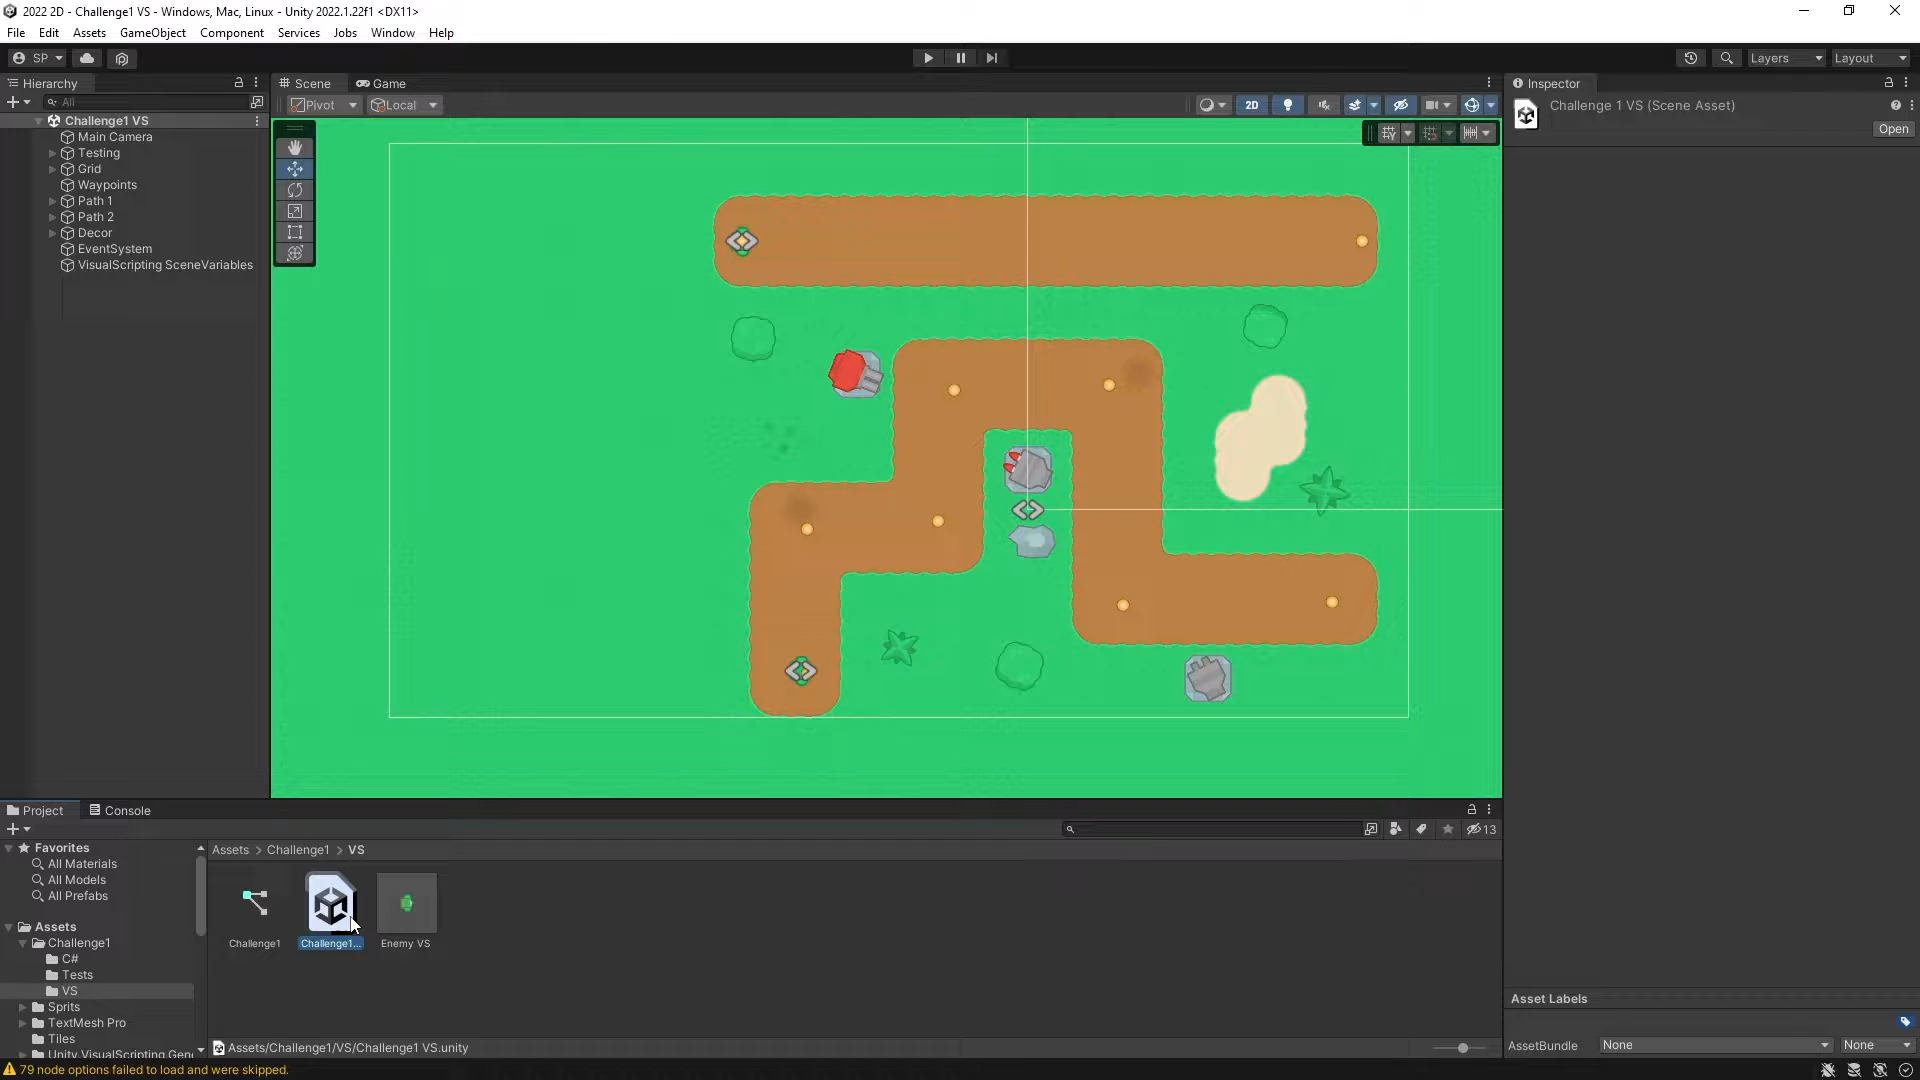 2022 2D - Challenge1 VS - Windows, Mac, Linux - Unity 2022.1.22f1 <DX11>
File Edit Assets GameObject Component Services Jobs Window Help
SP Layers Layout
Hierarchy
All
Challenge1 VS
Main Camera
Testing
Grid
Waypoints
Path 1
Path 2
Decor
EventSystem
VisualScripting SceneVariables
Scene Game
Pivot Local 2D
Inspector
Challenge 1 VS (Scene Asset)
Open
Project Console
13
Favorites
All Materials
All Models
All Prefabs
Assets
Challenge1
C#
Tests
VS
Sprits
TextMesh Pro
Tiles
Unity.VisualScripting.Gene
Assets > Challenge1 > VS
Challenge1 Challenge1... Enemy VS
Assets/Challenge1/VS/Challenge1 VS.unity
Asset Labels
AssetBundle None None
79 node options failed to load and were skipped.